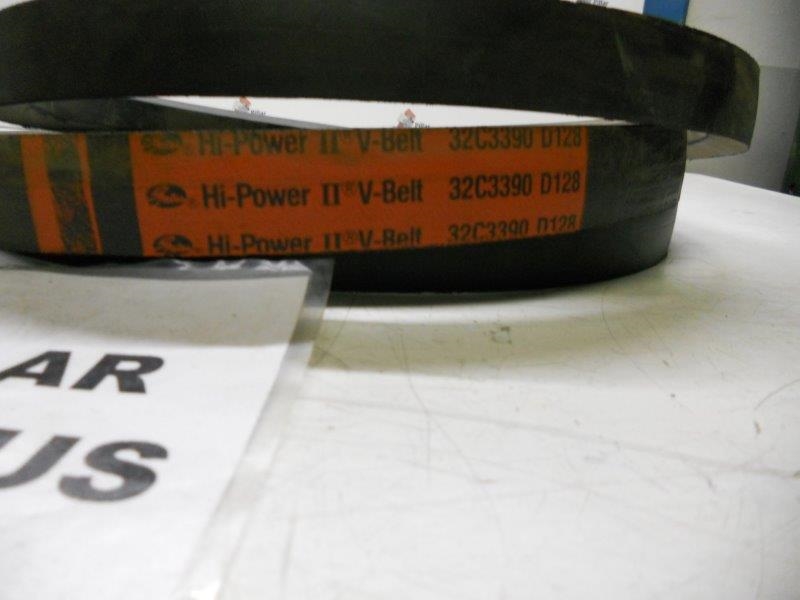 Hi-Power II® V-Belt 32C3390 D128
Hi-Power II® V-Belt 32C3390 D128
Hi-Power II® V-Belt 32C3390 D128
AR
US